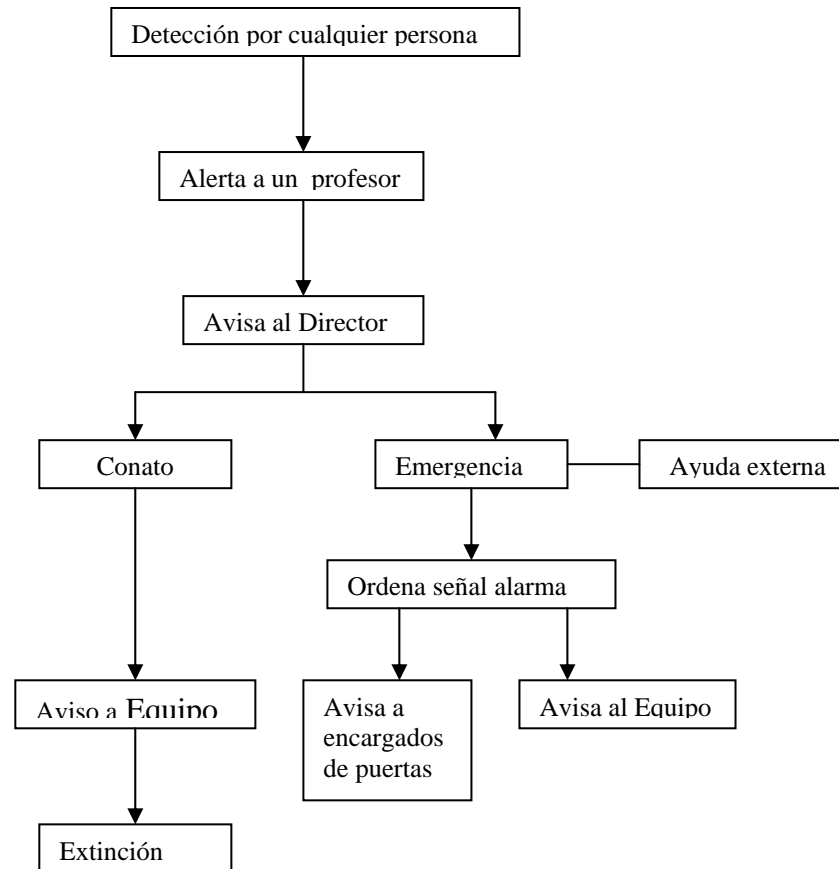 Detección por cualquier persona
Alerta a un profesor
Avisa al Director
Conato
Emergencia
Ayuda externa
Ordena señal alarma
Aviso a Equipo
Avisa a
encargados
de puertas
Avisa al Equipo
Extinción